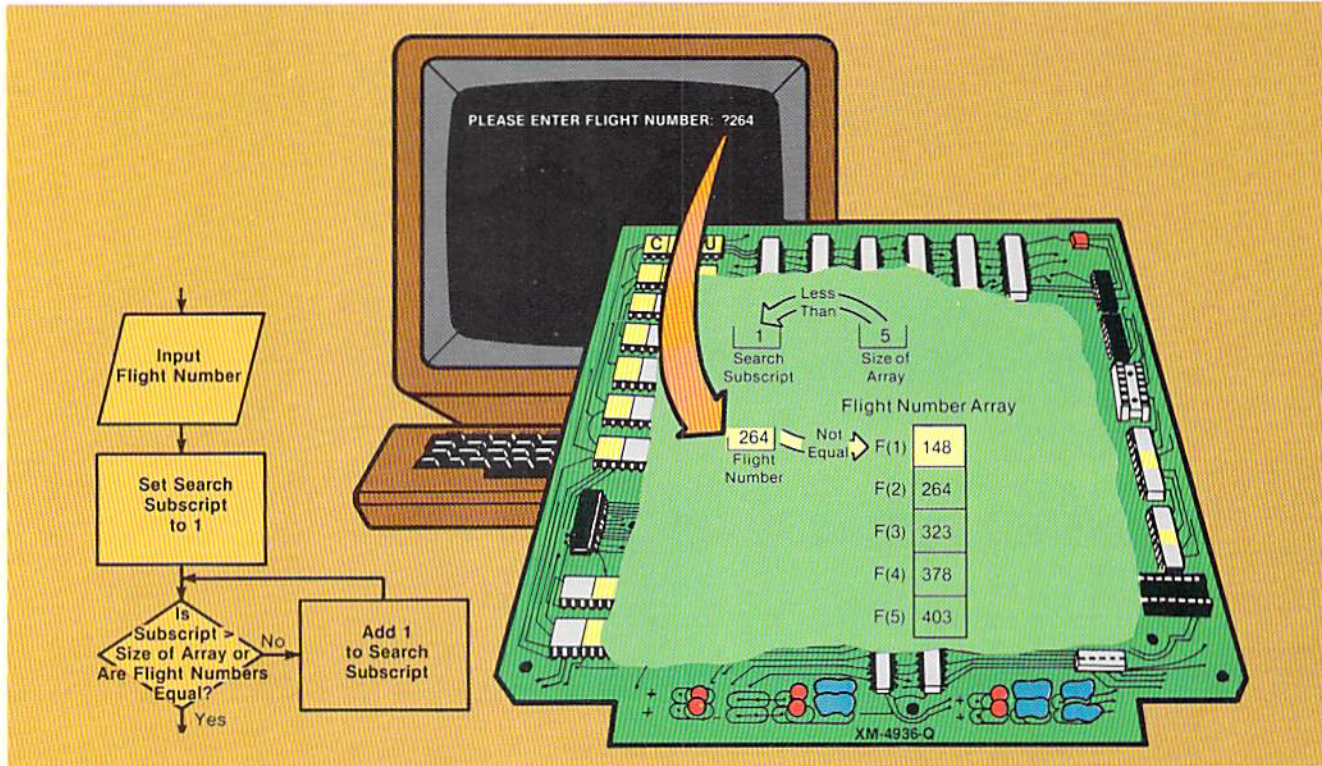 PLEASE ENTER FLIGHT NUMBER: ?264
Input
Flight Number
Set Search
Subscript
to 1
Is
Subscript >
Size of Array or
Are Flight Numbers
Equal?
No
Yes
Add 1
to Search
Subscript
C U
Less
Than
1
Search
Subscript
5
Size of
Array
Flight Number Array
264
Flight
Number
Not
Equal
F(1) 148
F(2) 264
F(3) 323
F(4) 378
F(5) 403
XM-4936-Q